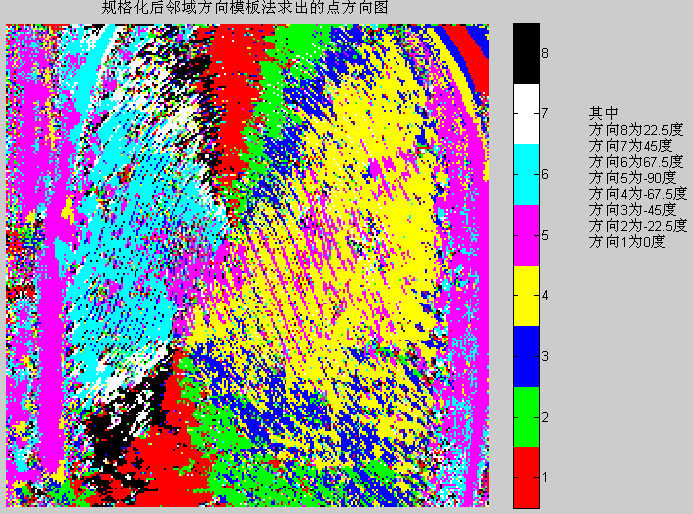 规格化后邻域方向模板法求出的点方向图
8
7
6
5
4
3
2
1
其中
方向8为22.5度
方向7为45度
方向6为67.5度
方向5为-90度
方向4为-67.5度
方向3为-45度
方向2为-22.5度
方向1为0度